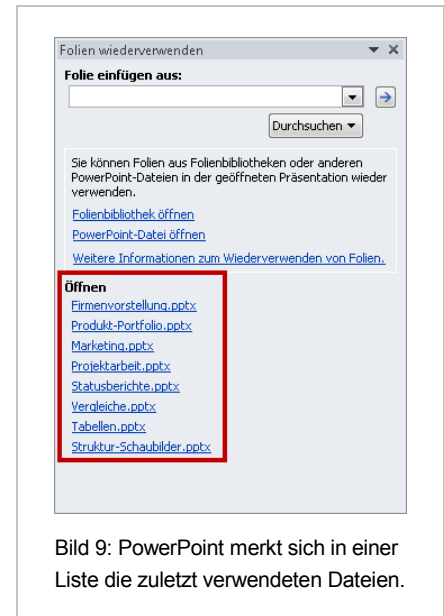 Folien wiederverwenden
Folie einfügen aus:
Durchsuchen
Sie können Folien aus Folienbibliotheken oder anderen
PowerPoint-Dateien in der geöffneten Präsentation wieder
verwenden.
Folienbibliothek öffnen
PowerPoint-Datei öffnen
Weitere Informationen zum Wiederverwenden von Folien.
Öffnen
Firmenvorstellung.pptx
Produkt-Portfolio.pptx
Marketing.pptx
Projektarbeit.pptx
Statusberichte.pptx
Vergleiche.pptx
Tabellen.pptx
Struktur-Schaubilder.pptx
Bild 9: PowerPoint merkt sich in einer
Liste die zuletzt verwendeten Dateien.